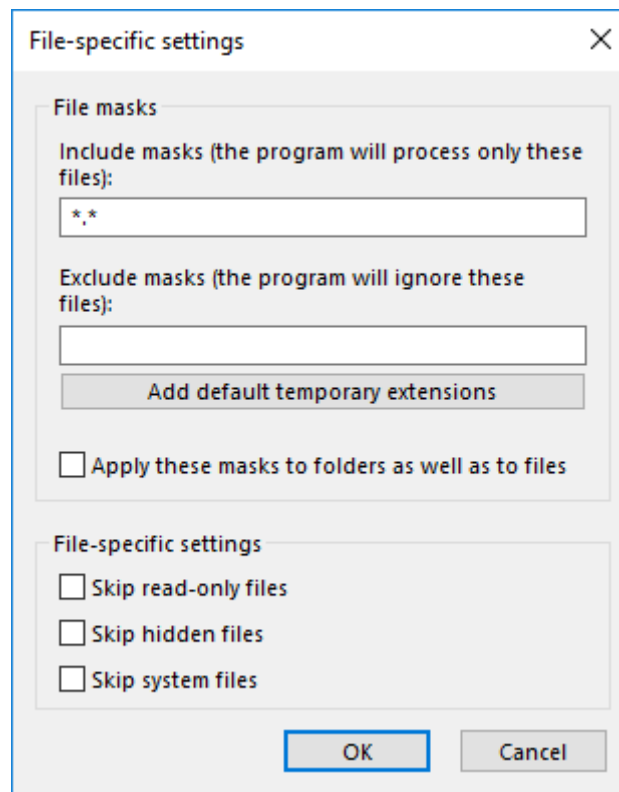 File-specific settings
File masks
Include masks (the program will process only these
files):
*.*
Exclude masks (the program will ignore these
files):
Add default temporary extensions
Apply these masks to folders as well as to files
File-specific settings
Skip read-only files
Skip hidden files
Skip system files
OK Cancel